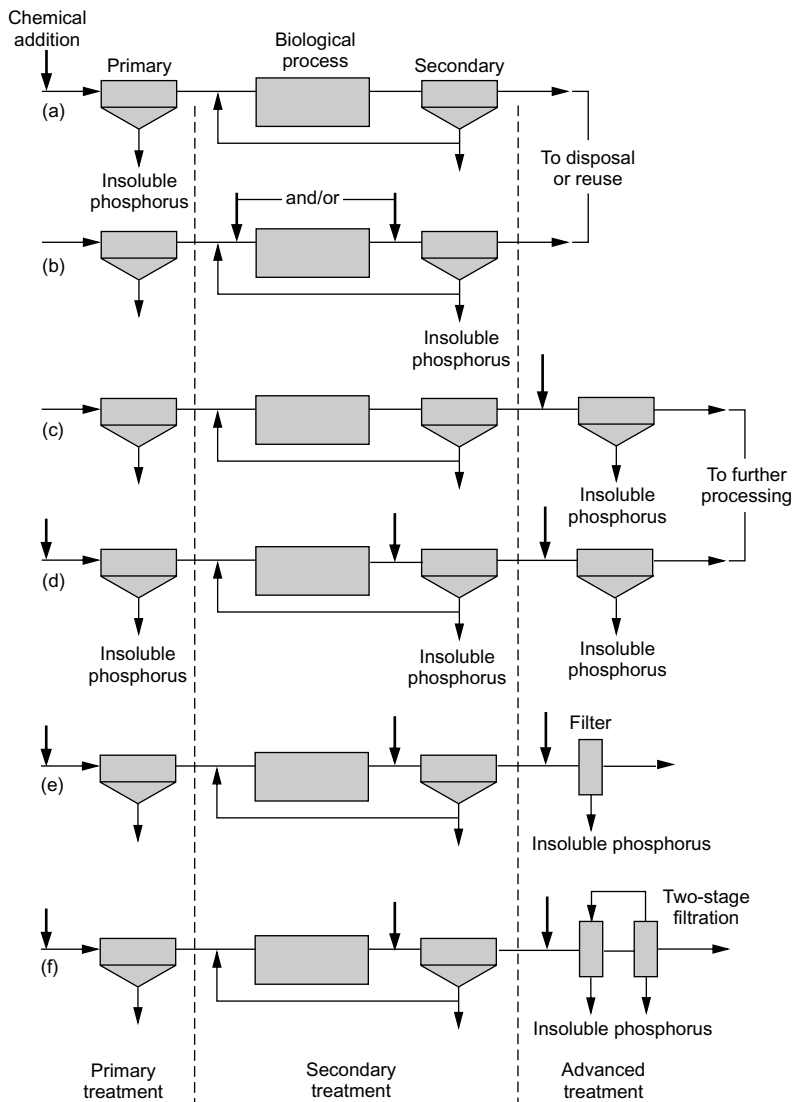 Chemical
addition
Primary
Biological
process
Secondary
(a)
Insoluble
phosphorus
To disposal
or reuse
and/or
(b)
Insoluble
phosphorus
(c)
Insoluble
phosphorus
To further
processing
(d)
Insoluble
phosphorus
Insoluble
phosphorus
Insoluble
phosphorus
Filter
(e)
Insoluble phosphorus
Two-stage
filtration
(f)
Insoluble phosphorus
Primary
treatment
Secondary
treatment
Advanced
treatment